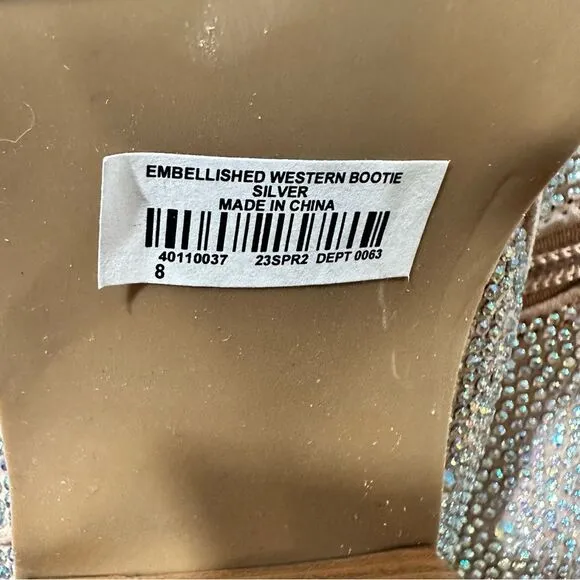 EMBELLISHED WESTERN BOOTIE
SILVER
MADE IN CHINA
40110037 23SPR2 DEPT 0063
8